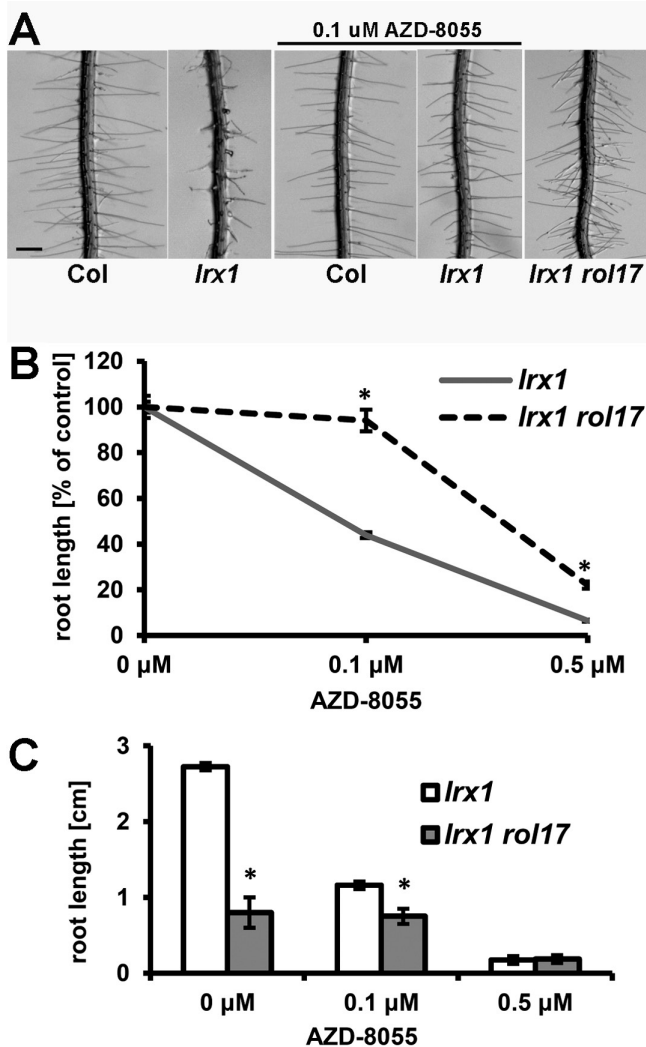 A
0.1 uM AZD-8055
Col lrx1 Col lrx1 lrx1 rol17
B
root length [% of control]
120
100
80
60
40
20
0
lrx1
lrx1 rol17
*
*
0 µM 0.1 µM 0.5 µM
AZD-8055
C
root length [cm]
3
2
1
0
lrx1
lrx1 rol17
*
*
0 µM 0.1 µM 0.5 µM
AZD-8055